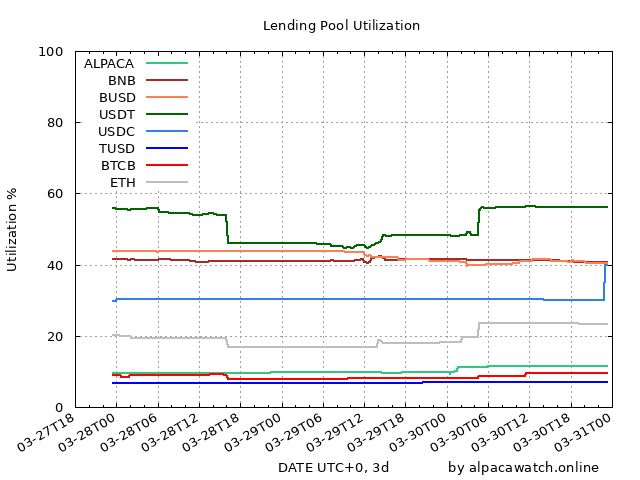 Lending Pool Utilization
100
80
60
40
20
0
Utilization %
ALPACA
BNB
BUSD
USDT
USDC
TUSD
BTCB
ETH
03-27T18
03-28T00
03-28T06
03-28T12
03-28T18
03-29T00
03-29T06
03-29T12
03-29T18
03-30T00
03-30T06
03-30T12
03-30T18
03-31T00
DATE UTC+0, 3d
by alpacawatch.online